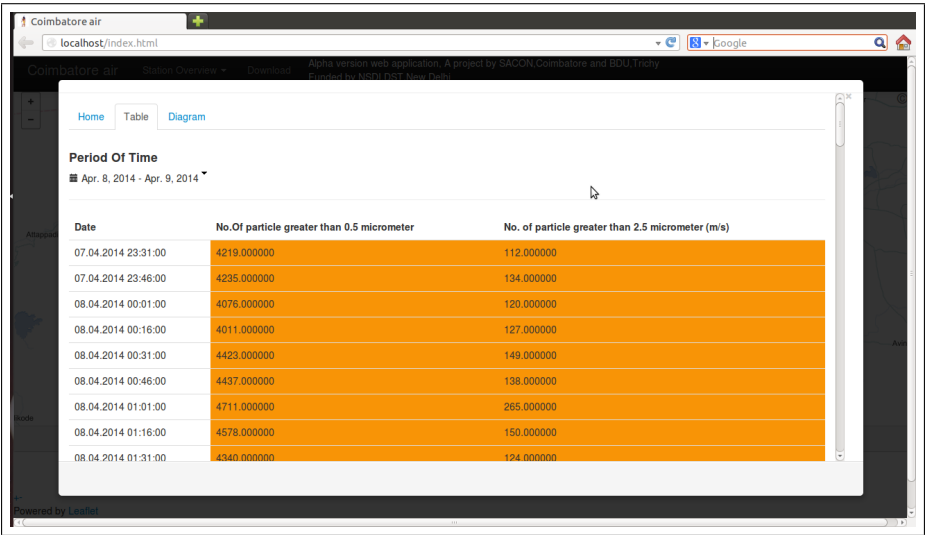 Coimbatore air
localhost/index.html
Google
Coimbatore air Station Overview Download Alpha version web application, A project by SACON,Coimbatore and BDU,Trichy
Funded by NSDI DST New Delhi
+
-
Home Table Diagram
×
Period Of Time
Apr. 8, 2014 - Apr. 9, 2014
Date No.Of particle greater than 0.5 micrometer No. of particle greater than 2.5 micrometer (m/s)
07.04.2014 23:31:00 4219.000000 112.000000
07.04.2014 23:46:00 4235.000000 134.000000
08.04.2014 00:01:00 4076.000000 120.000000
08.04.2014 00:16:00 4011.000000 127.000000
08.04.2014 00:31:00 4423.000000 149.000000
08.04.2014 00:46:00 4437.000000 138.000000
08.04.2014 01:01:00 4711.000000 265.000000
08.04.2014 01:16:00 4578.000000 150.000000
08.04.2014 01:31:00 4340.000000 124.000000
Powered by Leaflet